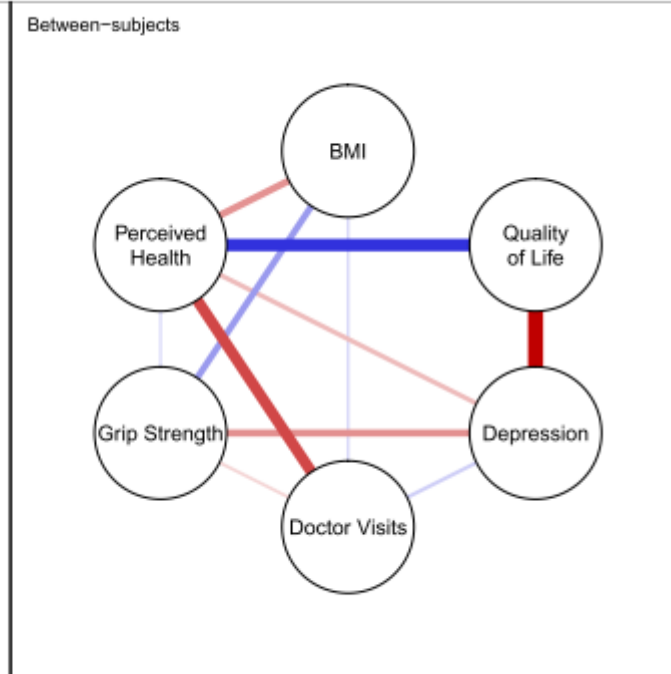 Between−subjects
BMI
Perceived
Health
Quality
of Life
Grip Strength
Depression
Doctor Visits